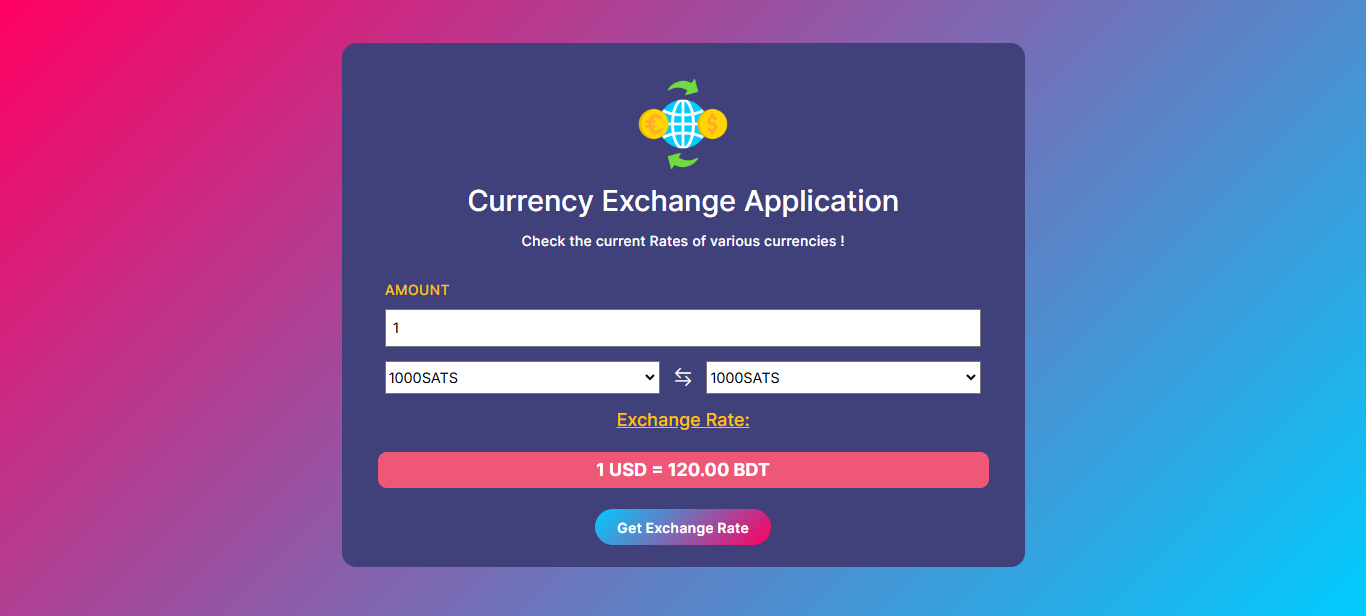 Currency Exchange Application
Check the current Rates of various currencies !
AMOUNT
1
1000SATS 1000SATS
Exchange Rate:
1 USD = 120.00 BDT
Get Exchange Rate